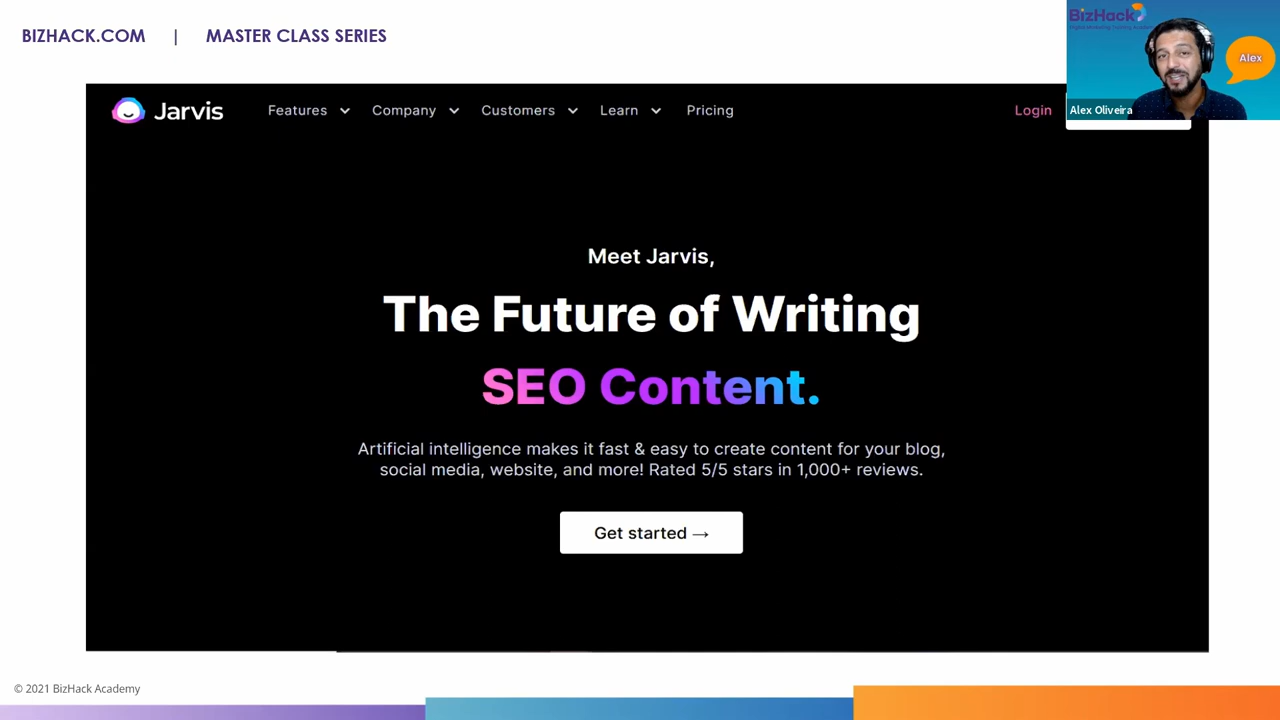 BIZHACK.COM | MASTER CLASS SERIES
BizHack
Alex
Alex Oliveira
Jarvis Features Company Customers Learn Pricing Login
Meet Jarvis,
The Future of Writing
SEO Content.
Artificial intelligence makes it fast & easy to create content for your blog,
social media, website, and more! Rated 5/5 stars in 1,000+ reviews.
Get started →
© 2021 BizHack Academy